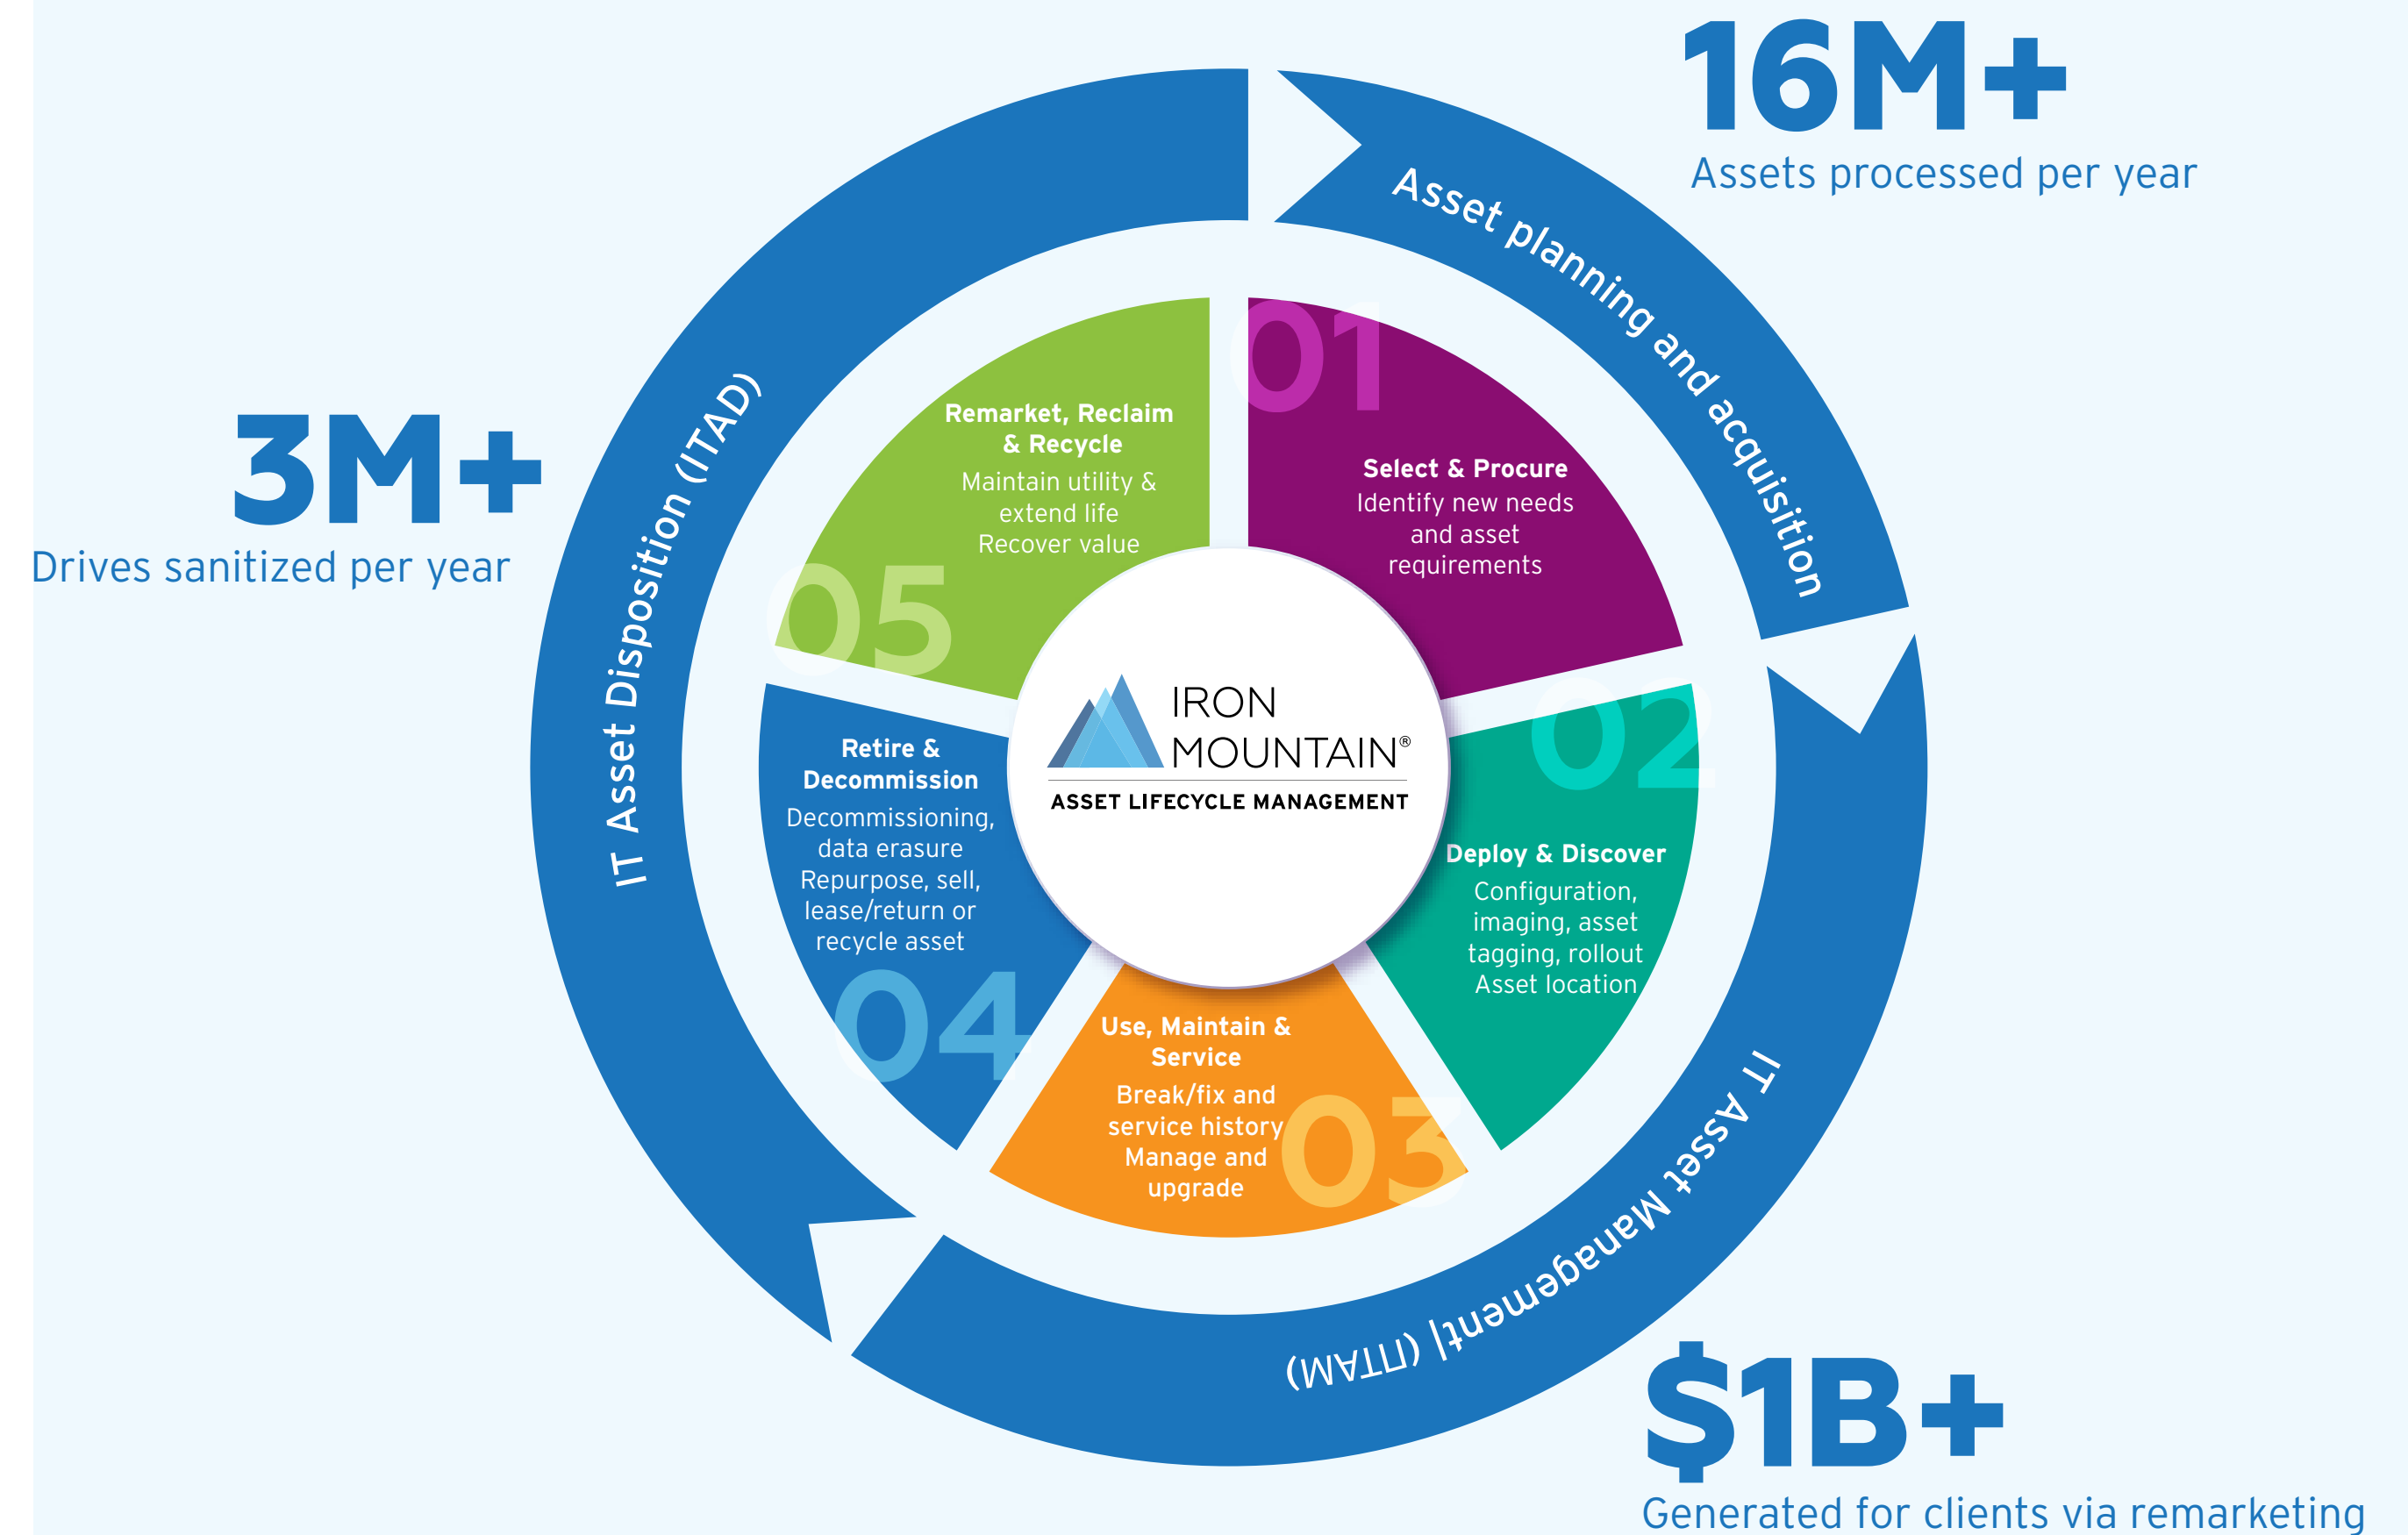 16M+
Assets processed per year
Asset planning and acquisition
3M+
Drives sanitized per year
IT Asset Disposition (ITAD)
01
Select & Procure
Identify new needs
and asset
requirements
02
Deploy & Discover
Configuration,
imaging, asset
tagging, rollout
Asset location
03
Use, Maintain &
Service
Break/fix and
service history
Manage and
upgrade
04
Retire &
Decommission
Decommissioning,
data erasure
Repurpose, sell,
lease/return or
recycle asset
05
Remarket, Reclaim
& Recycle
Maintain utility &
extend life
Recover value
IRON
MOUNTAIN®
ASSET LIFECYCLE MANAGEMENT
IT Asset Management
$1B+
Generated for clients via remarketing